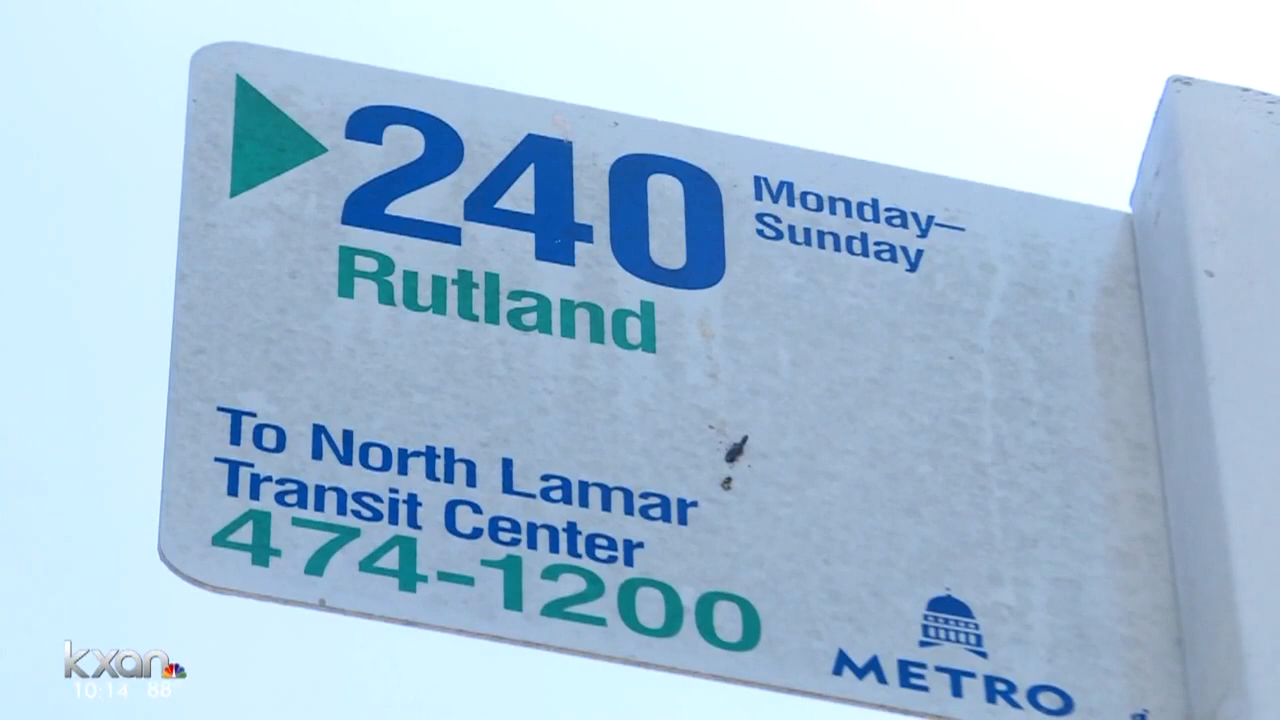 240
Monday–
Sunday
Rutland
To North Lamar
Transit Center
474-1200
METRO
kxan
10:14 88